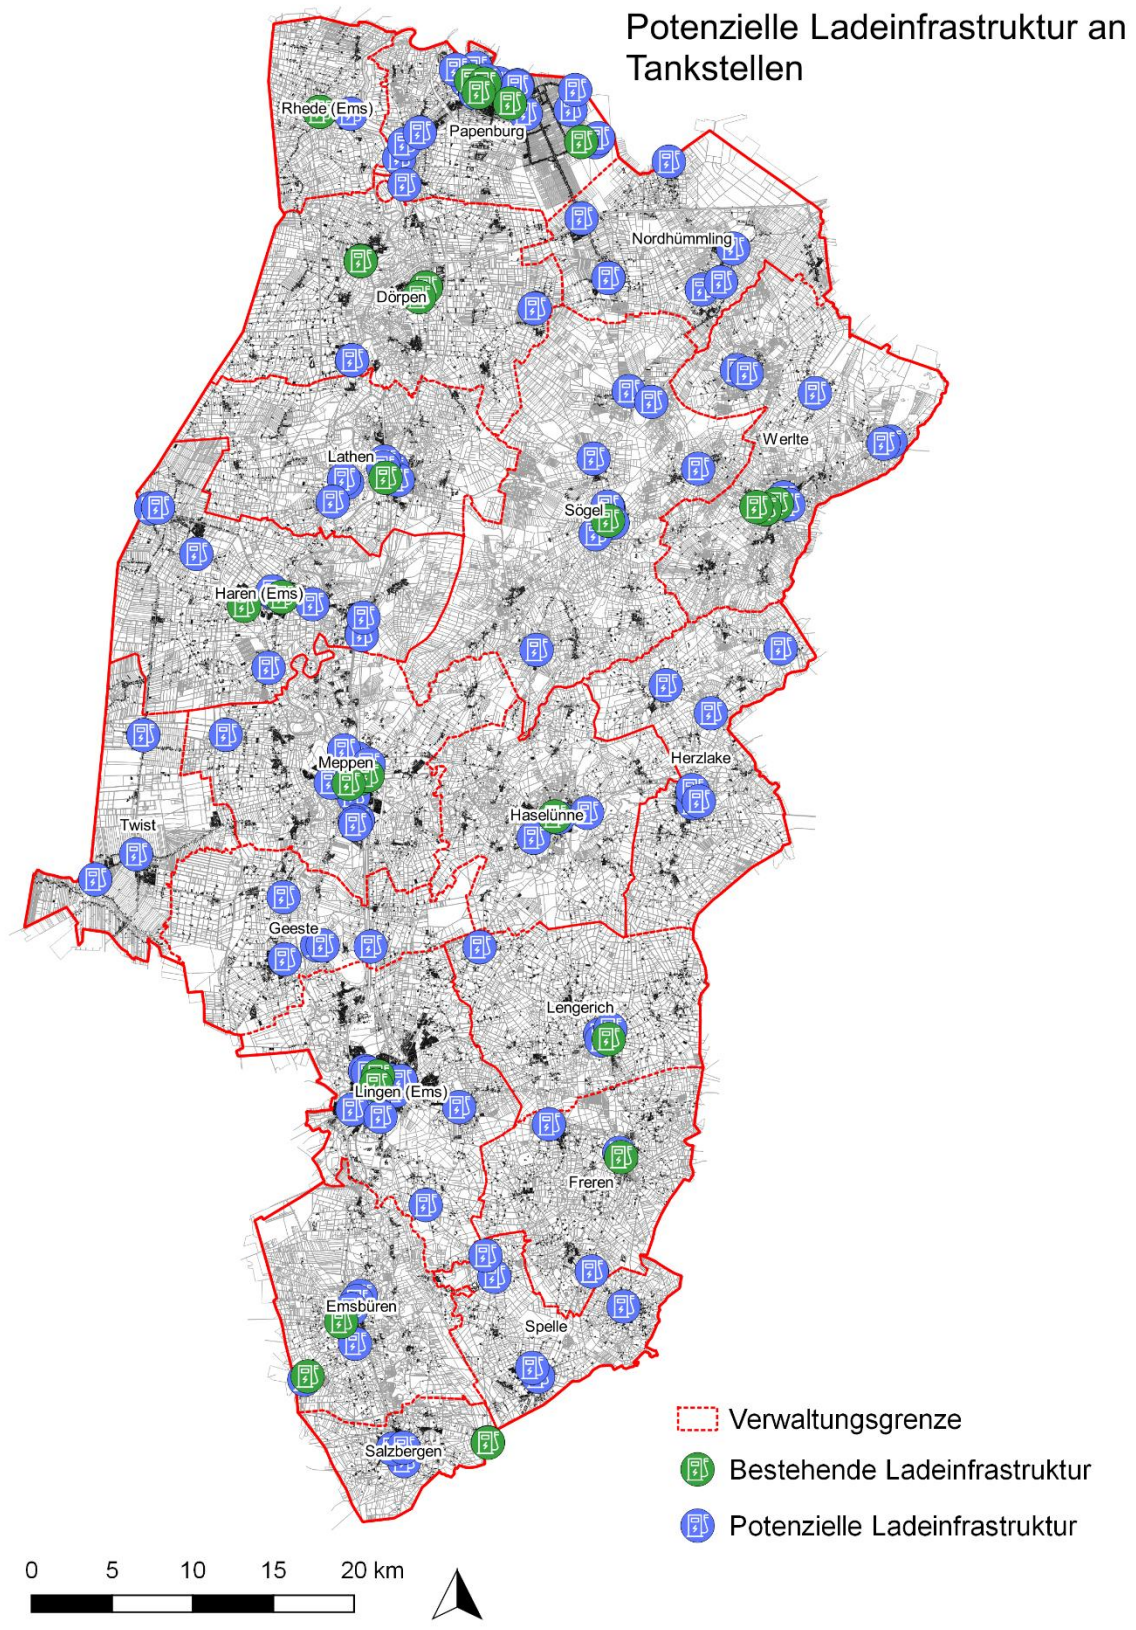 Potenzielle Ladeinfrastruktur an
Tankstellen
Rhede (Ems)
Papenburg
Nordhümmling
Dörpen
Werlte
Lathen
Sögel
Haren (Ems)
Herzlake
Meppen
Haselünne
Twist
Geeste
Lengerich
Lingen (Ems)
Freren
Emsbüren
Spelle
Salzbergen
Verwaltungsgrenze
Bestehende Ladeinfrastruktur
Potenzielle Ladeinfrastruktur
0 5 10 15 20 km